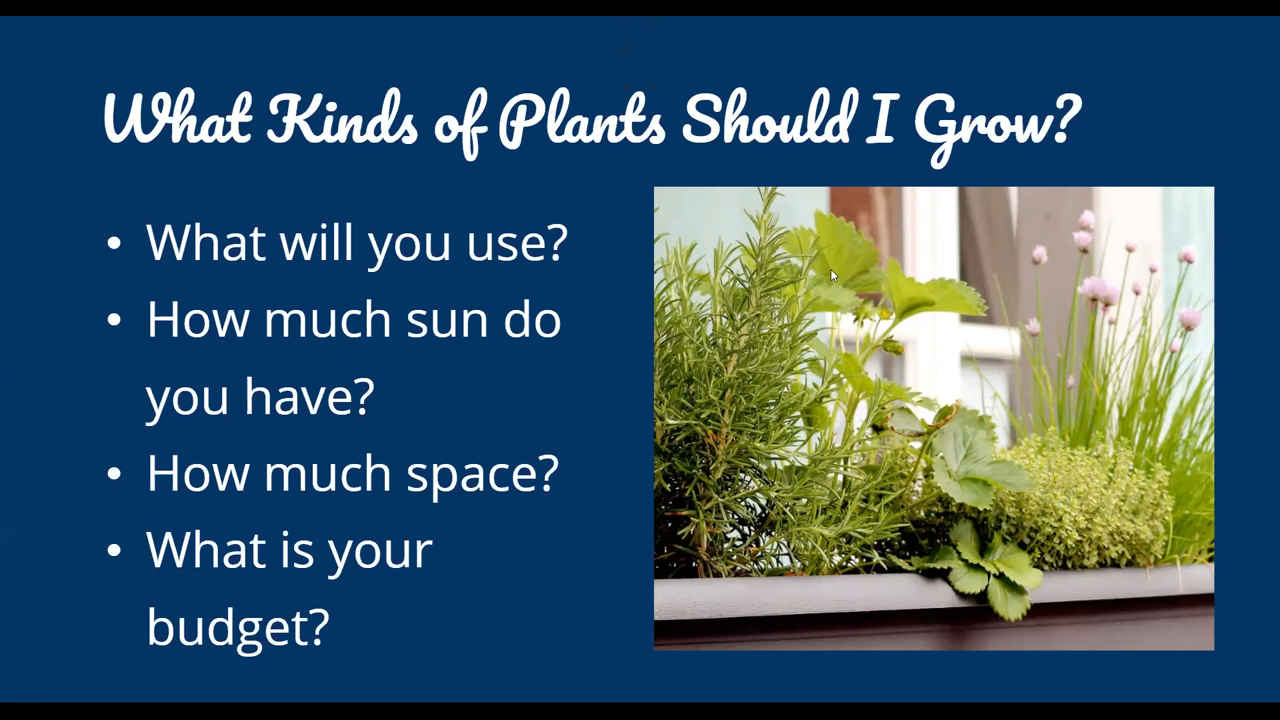 What Kinds of Plants Should I Grow?
• What will you use?
• How much sun do
you have?
• How much space?
• What is your
budget?